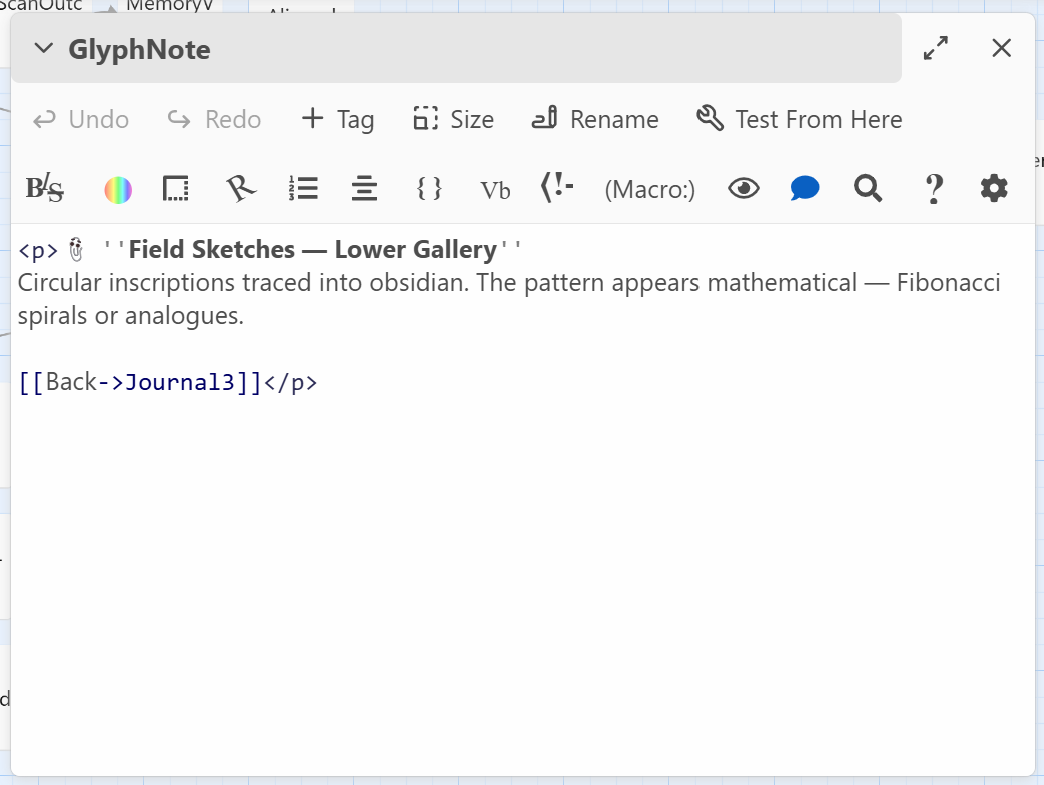 MemoryV
GlyphNote
Undo Redo + Tag Size Rename Test From Here
{ } Vb (Macro:) ?
<p>🖇 ''Field Sketches — Lower Gallery''
Circular inscriptions traced into obsidian. The pattern appears mathematical — Fibonacci
spirals or analogues.
[[Back->Journal3]]</p>